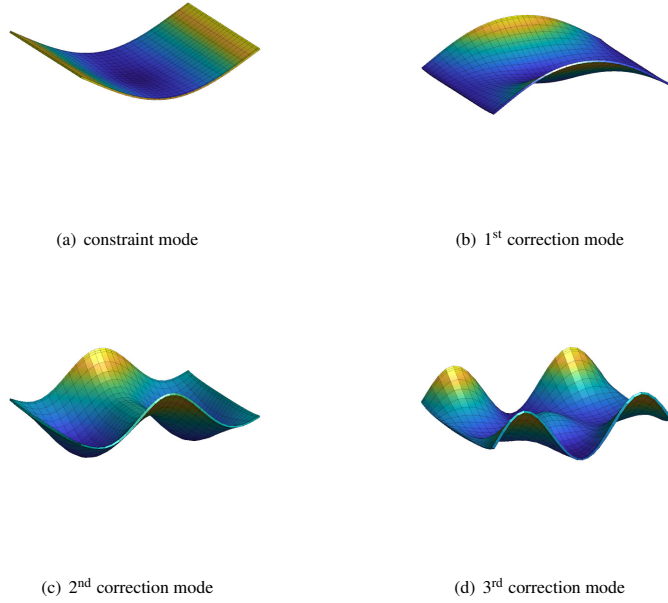 (a) constraint mode
(b) 1st correction mode
(c) 2nd correction mode
(d) 3rd correction mode